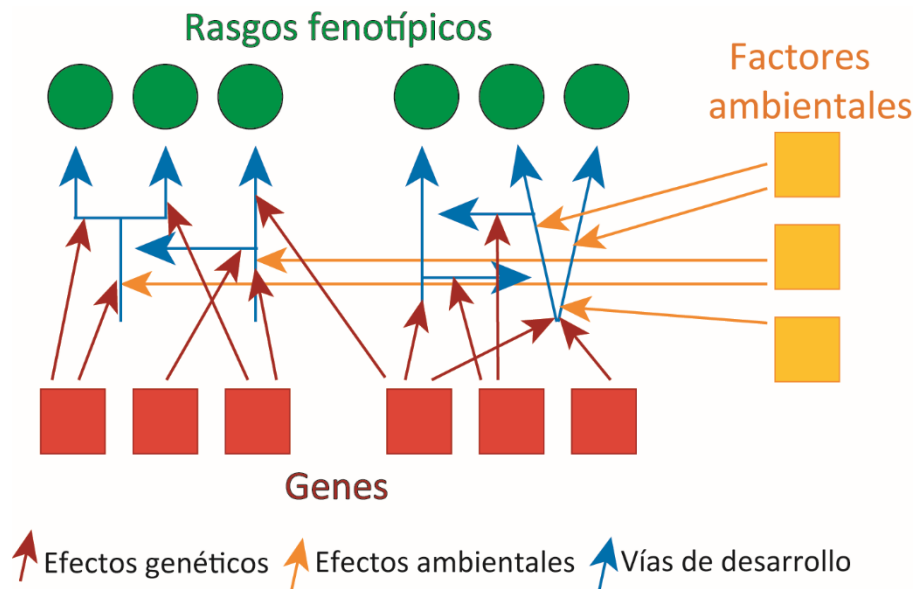 Rasgos fenotípicos
Factores
ambientales
Genes
Efectos genéticos
Efectos ambientales
Vías de desarrollo